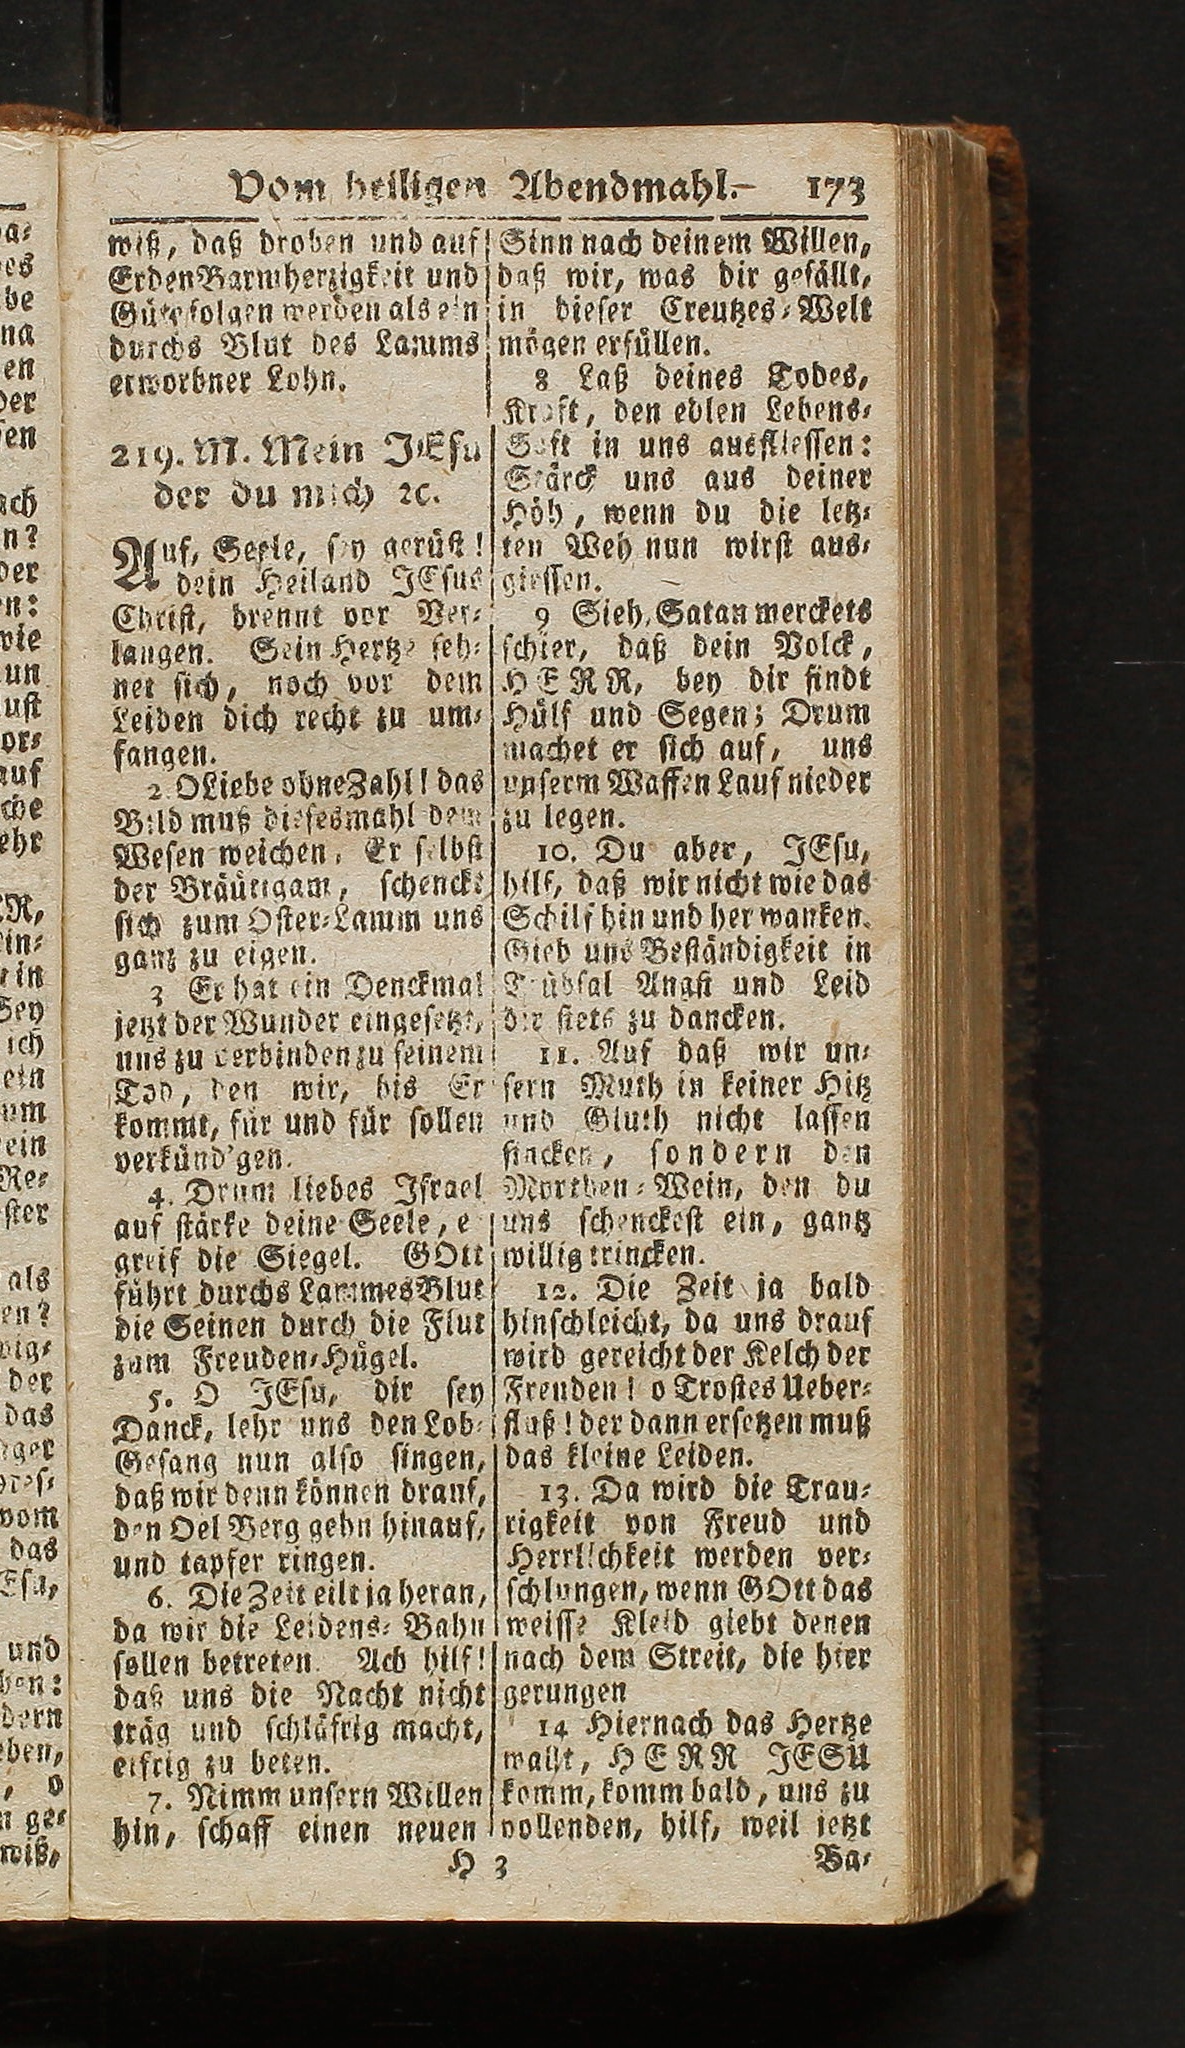 Vom heiligen Abendmahl. 173
wiß, daß droben und auf
Erden Barmherzigkeit und
Güte folgen werden als ein
durchs Blut des Lamms
erworbner Lohn.
219. M. Mein JEsu
der du mich ꝛc.
Auf, Seele, sey gerüst!
dein Heiland JEsus
Christ, brennt vor Ver-
langen. Sein Hertze seh-
net sich, noch vor dem
Leiden dich recht zu um-
fangen.
2 O Liebe ohne Zahl! das
Bild muß diesesmahl dem
Wesen weichen. Er selbst
der Bräutigam, schenckt
sich zum Oster-Lamm uns
ganz zu eigen.
3 Er hat ein Denckmal
jetzt der Wunder eingesetzt,
uns zu verbinden zu seinem
Tod, den wir, bis Er
kommt, für und für sollen
verkünd'gen.
4. Drum liebes Israel
auf stärke deine Seele, e
greif die Siegel. GOtt
führt durchs Lammes Blut
die Seinen durch die Flut
zum Freuden-Hügel.
5. O JEsu, dir sey
Danck, lehr uns den Lob-
Gesang nun also singen,
daß wir denn können drauf,
den Oel Berg gehn hinauf,
und tapfer ringen.
6. Die Zeit eilt ja heran,
da wir die Leidens-Bahn
sollen betreten. Ach hilf!
daß uns die Nacht nicht
träg und schläfrig macht,
eifrig zu beten.
7. Nimm unsern Willen
hin, schaff einen neuen
Sinn nach deinem Willen,
daß wir, was dir gefällt,
in dieser Creutzes-Welt
mögen erfüllen.
8 Laß deines Todes,
Kraft, den edlen Lebens-
Saft in uns ausfliessen:
Stärck uns aus deiner
Höh, wenn du die letz-
ten Weh nun wirst aus-
giessen.
9 Sieh, Satan merckets
schier, daß dein Volck,
HERR, bey dir findt
Hülf und Segen; Drum
machet er sich auf, uns
unserm Waffen Lauf nieder
zu legen.
10. Du aber, JEsu,
hilf, daß wir nicht wie das
Schilf hin und her wanken.
Gieb uns Beständigkeit in
Trübsal Angst und Leid
dir stets zu dancken.
11. Auf daß wir un-
sern Muth in keiner Hitz
und Gluth nicht lassen
sincken, sondern den
Morrhen-Wein, den du
uns schenckest ein, gantz
willig trincken.
12. Die Zeit ja bald
hinschleicht, da uns drauf
wird gereicht der Kelch der
Freuden! o Trostes Ueber-
fluß! der dann ersetzen muß
das kleine Leiden.
13. Da wird die Trau-
rigkeit von Freud und
Herrlichkeit werden ver-
schlungen, wenn GOtt das
weisse Kleid giebt denen
nach dem Streit, die hier
gerungen
14 Hiernach das Hertze
wallt, HERR JESU
komm, komm bald, uns zu
vollenden, hilf, weil jetzt
H 3 Ba-